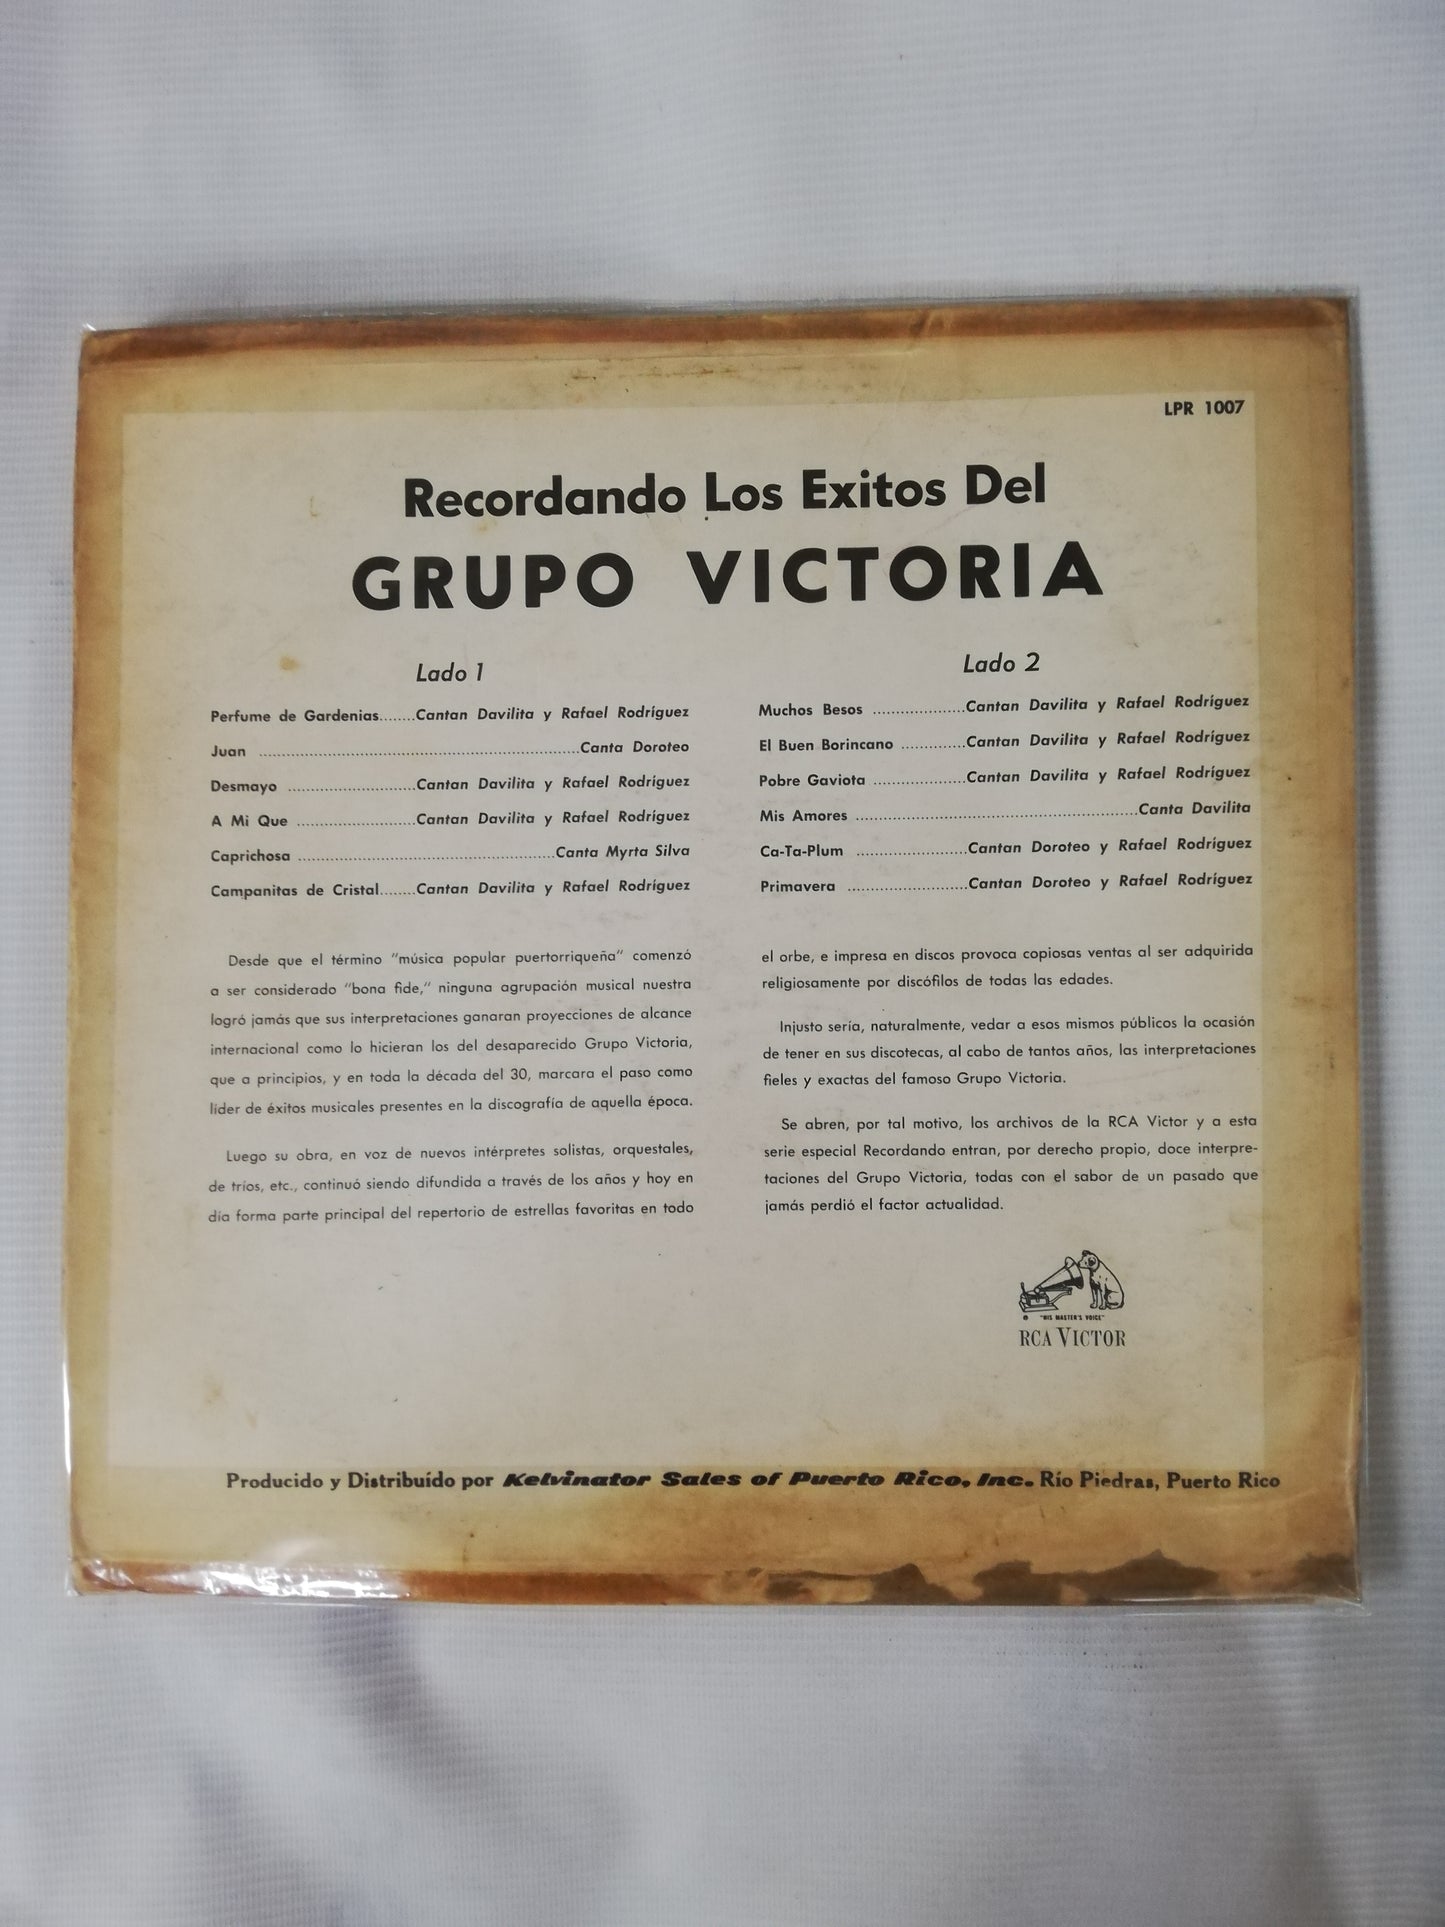 LPR 1007
Recordando Los Exitos Del
GRUPO VICTORIA
Lado 1
Perfume de Gardenias........Cantan Davilita y Rafael Rodríguez
Juan ....................................................................Canta Doroteo
Desmayo ...........................Cantan Davilita y Rafael Rodríguez
A Mi Que .........................Cantan Davilita y Rafael Rodríguez
Caprichosa .......................................................Canta Myrta Silva
Campanitas de Cristal........Cantan Davilita y Rafael Rodríguez
Desde que el término "música popular puertorriqueña" comenzó
a ser considerado "bona fide," ninguna agrupación musical nuestra
logró jamás que sus interpretaciones ganaran proyecciones de alcance
internacional como lo hicieran los del desaparecido Grupo Victoria,
que a principios, y en toda la década del 30, marcara el paso como
líder de éxitos musicales presentes en la discografía de aquella época.
Luego su obra, en voz de nuevos intérpretes solistas, orquestales,
de tríos, etc., continuó siendo difundida a través de los años y hoy en
día forma parte principal del repertorio de estrellas favoritas en todo
Lado 2
Muchos Besos ....................Cantan Davilita y Rafael Rodríguez
El Buen Borincano ..............Cantan Davilita y Rafael Rodríguez
Pobre Gaviota ....................Cantan Davilita y Rafael Rodríguez
Mis Amores ............................................................Canta Davilita
Ca-Ta-Plum ........................Cantan Doroteo y Rafael Rodríguez
Primavera ..........................Cantan Doroteo y Rafael Rodríguez
el orbe, e impresa en discos provoca copiosas ventas al ser adquirida
religiosamente por discófilos de todas las edades.
Injusto sería, naturalmente, vedar a esos mismos públicos la ocasión
de tener en sus discotecas, al cabo de tantos años, las interpretaciones
fieles y exactas del famoso Grupo Victoria.
Se abren, por tal motivo, los archivos de la RCA Victor y a esta
serie especial Recordando entran, por derecho propio, doce interpre-
taciones del Grupo Victoria, todas con el sabor de un pasado que
jamás perdió el factor actualidad.
® "HIS MASTER'S VOICE"
RCA VICTOR
Producido y Distribuído por Kelvinator Sales of Puerto Rico, Inc. Río Piedras, Puerto Rico